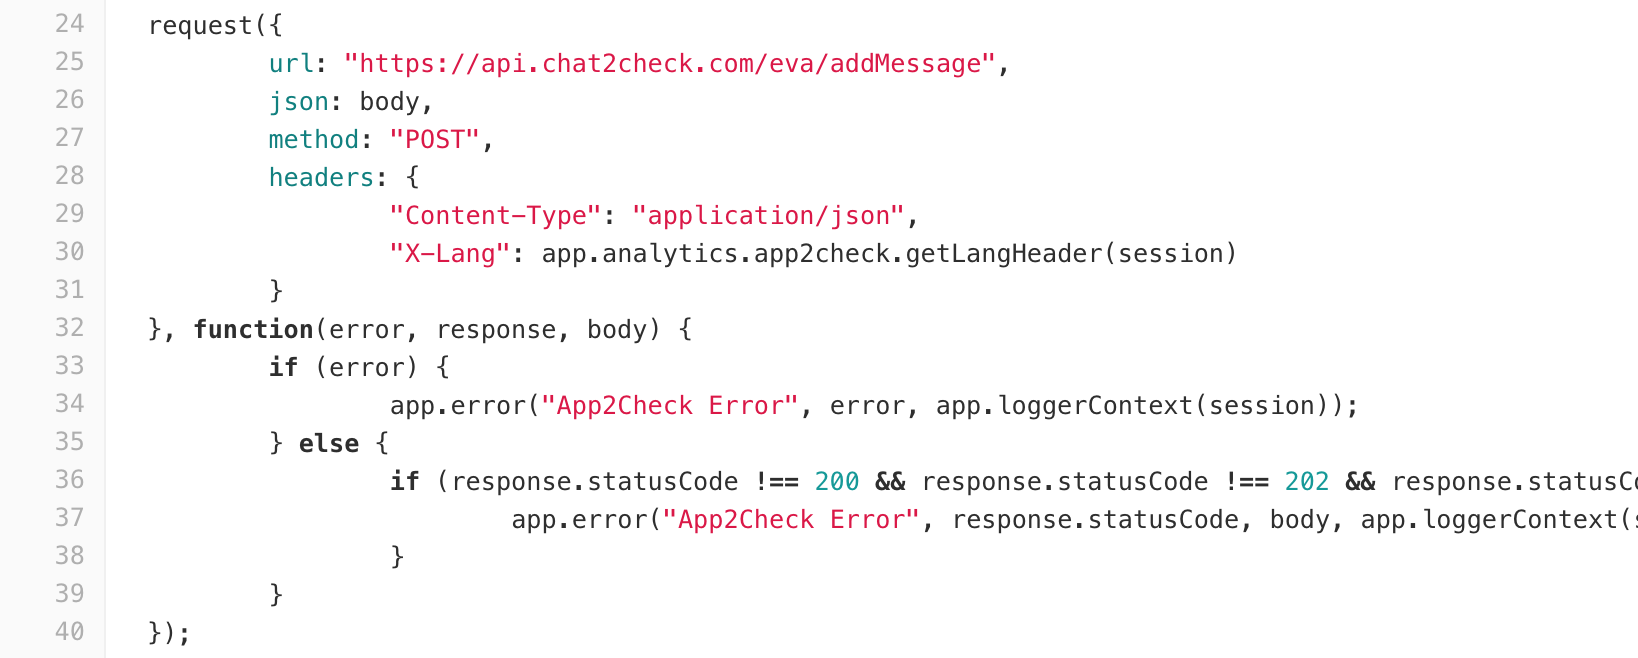 24 request({
25 url: "https://api.chat2check.com/eva/addMessage",
26 json: body,
27 method: "POST",
28 headers: {
29 "Content-Type": "application/json",
30 "X-Lang": app.analytics.app2check.getLangHeader(session)
31 }
32 }, function(error, response, body) {
33 if (error) {
34 app.error("App2Check Error", error, app.loggerContext(session));
35 } else {
36 if (response.statusCode !== 200 && response.statusCode !== 202 && response.statusC
37 app.error("App2Check Error", response.statusCode, body, app.loggerContext(
38 }
39 }
40 });